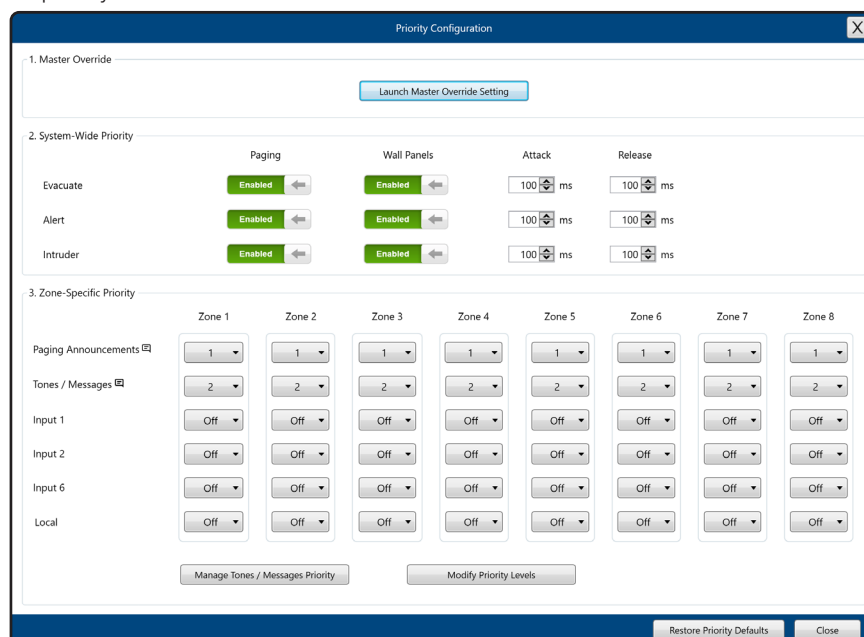 Priority Configuration X
1. Master Override
Launch Master Override Setting
2. System-Wide Priority
Paging Wall Panels Attack Release
Evacuate Enabled Enabled 100 ms 100 ms
Alert Enabled Enabled 100 ms 100 ms
Intruder Enabled Enabled 100 ms 100 ms
3. Zone-Specific Priority
Zone 1 Zone 2 Zone 3 Zone 4 Zone 5 Zone 6 Zone 7 Zone 8
Paging Announcements 1 1 1 1 1 1 1 1
Tones / Messages 2 2 2 2 2 2 2 2
Input 1 Off Off Off Off Off Off Off Off
Input 2 Off Off Off Off Off Off Off Off
Input 6 Off Off Off Off Off Off Off Off
Local Off Off Off Off Off Off Off Off
Manage Tones / Messages Priority Modify Priority Levels
Restore Priority Defaults Close